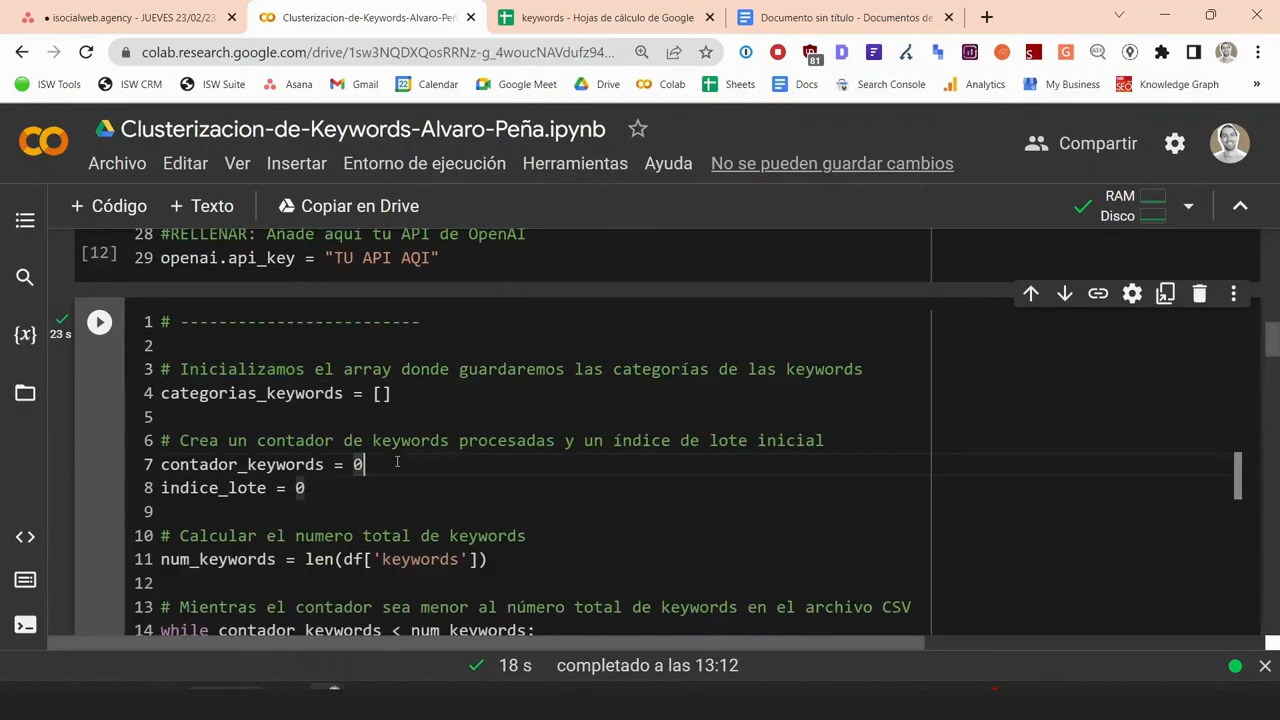 isocialweb.agency - JUEVES 23/02/23
Clusterizacion-de-Keywords-Alvaro-Peñ
keywords - Hojas de cálculo de Google
Documento sin título - Documentos de
colab.research.google.com/drive/1sw3NQDXQosRRNz-g_4woucNAVdufz94...
81
ISW Tools
ISW CRM
ISW Suite
Asana
Gmail
Calendar
Google Meet
Drive
Colab
Sheets
Docs
Search Console
Analytics
My Business
Knowledge Graph
Clusterizacion-de-Keywords-Alvaro-Peña.ipynb
Archivo Editar Ver Insertar Entorno de ejecución Herramientas Ayuda No se pueden guardar cambios
Compartir
+ Código + Texto Copiar en Drive
RAM
Disco
28 #RELLENAR: Añade aquí tu API de OpenAI
[12]
29 openai.api_key = "TU API AQI"
23 s
1 # -------------------------
2
3 # Inicializamos el array donde guardaremos las categorías de las keywords
4 categorias_keywords = []
5
6 # Crea un contador de keywords procesadas y un índice de lote inicial
7 contador_keywords = 0
8 indice_lote = 0
9
10 # Calcular el numero total de keywords
11 num_keywords = len(df['keywords'])
12
13 # Mientras el contador sea menor al número total de keywords en el archivo CSV
14 while contador_keywords < num_keywords:
18 s completado a las 13:12